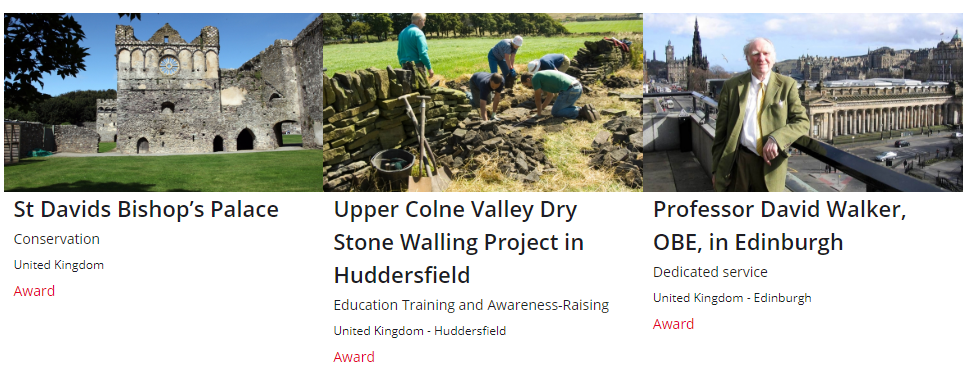 St Davids Bishop’s Palace
Conservation
United Kingdom
Award
Upper Colne Valley Dry
Stone Walling Project in
Huddersfield
Education Training and Awareness-Raising
United Kingdom - Huddersfield
Award
Professor David Walker,
OBE, in Edinburgh
Dedicated service
United Kingdom - Edinburgh
Award